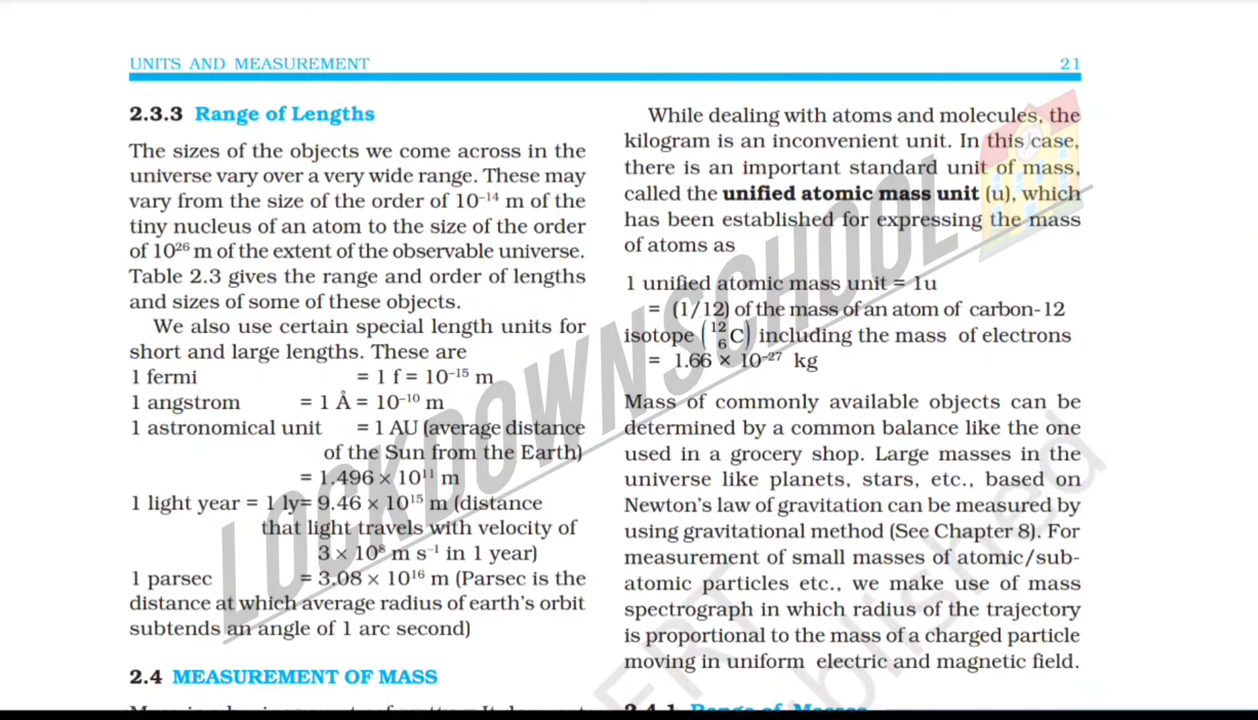 UNITS AND MEASUREMENT
21
2.3.3 Range of Lengths
The sizes of the objects we come across in the
universe vary over a very wide range. These may
vary from the size of the order of 10⁻¹⁴ m of the
tiny nucleus of an atom to the size of the order
of 10²⁶ m of the extent of the observable universe.
Table 2.3 gives the range and order of lengths
and sizes of some of these objects.
We also use certain special length units for
short and large lengths. These are
1 fermi = 1 f = 10⁻¹⁵ m
1 angstrom = 1 Å = 10⁻¹⁰ m
1 astronomical unit = 1 AU (average distance
of the Sun from the Earth)
= 1.496 × 10¹¹ m
1 light year = 1 ly= 9.46 × 10¹⁵ m (distance
that light travels with velocity of
3 × 10⁸ m s⁻¹ in 1 year)
1 parsec = 3.08 × 10¹⁶ m (Parsec is the
distance at which average radius of earth's orbit
subtends an angle of 1 arc second)
2.4 MEASUREMENT OF MASS
While dealing with atoms and molecules, the
kilogram is an inconvenient unit. In this case,
there is an important standard unit of mass,
called the unified atomic mass unit (u), which
has been established for expressing the mass
of atoms as
1 unified atomic mass unit = 1u
= (1/12) of the mass of an atom of carbon-12
isotope (¹²₆C) including the mass of electrons
= 1.66 × 10⁻²⁷ kg
Mass of commonly available objects can be
determined by a common balance like the one
used in a grocery shop. Large masses in the
universe like planets, stars, etc., based on
Newton's law of gravitation can be measured by
using gravitational method (See Chapter 8). For
measurement of small masses of atomic/sub-
atomic particles etc., we make use of mass
spectrograph in which radius of the trajectory
is proportional to the mass of a charged particle
moving in uniform electric and magnetic field.
2.4.1 Range of Masses
LOCKDOWNSCHOOL